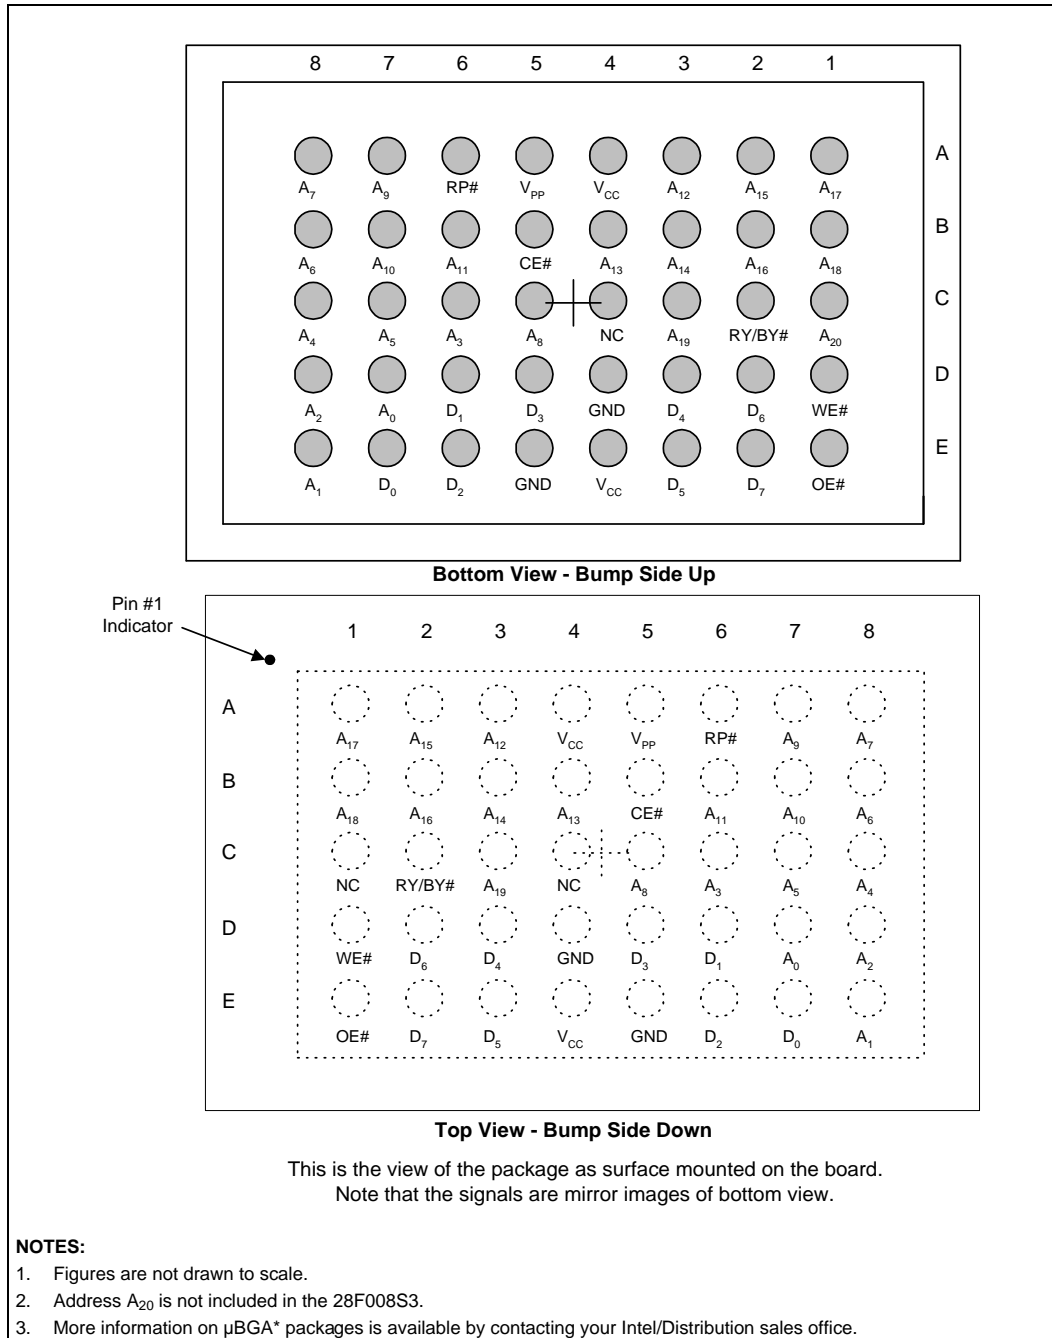 8 7 6 5 4 3 2 1
A
A7 A9 RP# VPP VCC A12 A15 A17
B
A6 A10 A11 CE# A13 A14 A16 A18
C
A4 A5 A3 A8 NC A19 RY/BY# A20
D
A2 A0 D1 D3 GND D4 D6 WE#
E
A1 D0 D2 GND VCC D5 D7 OE#
Bottom View - Bump Side Up
Pin #1
Indicator
1 2 3 4 5 6 7 8
A
A17 A15 A12 VCC VPP RP# A9 A7
B
A18 A16 A14 A13 CE# A11 A10 A6
C
NC RY/BY# A19 NC A8 A3 A5 A4
D
WE# D6 D4 GND D3 D1 A0 A2
E
OE# D7 D5 VCC GND D2 D0 A1
Top View - Bump Side Down
This is the view of the package as surface mounted on the board.
Note that the signals are mirror images of bottom view.
NOTES:
1. Figures are not drawn to scale.
2. Address A20 is not included in the 28F008S3.
3. More information on µBGA* packages is available by contacting your Intel/Distribution sales office.